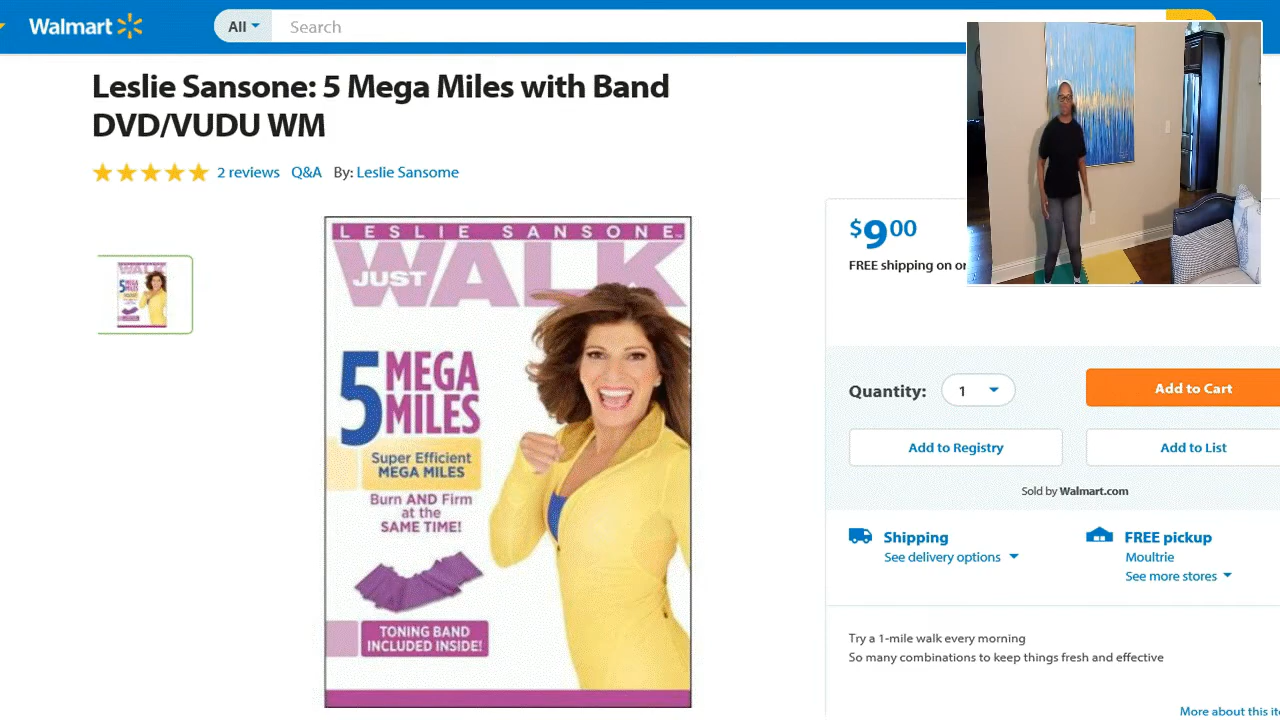 Walmart
All
Search
Leslie Sansone: 5 Mega Miles with Band
DVD/VUDU WM
2 reviews Q&A By: Leslie Sansome
LESLIE SANSONE
JUST
WALK
5 MEGA
MILES
Super Efficient
MEGA MILES
Burn AND Firm
at the
SAME TIME!
TONING BAND
INCLUDED INSIDE!
$9.00
FREE shipping on or
Quantity: 1
Add to Cart
Add to Registry
Add to List
Sold by Walmart.com
Shipping
See delivery options
FREE pickup
Moultrie
See more stores
Try a 1-mile walk every morning
So many combinations to keep things fresh and effective
More about this ite